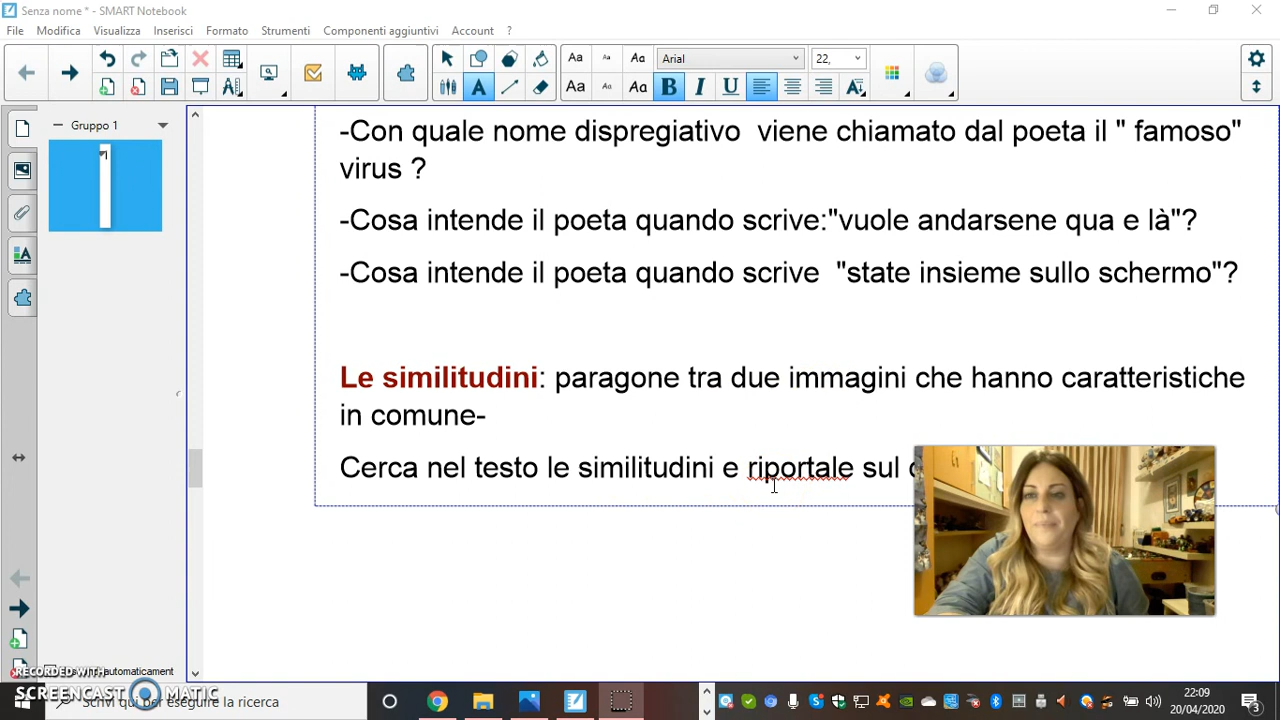 Senza nome * - SMART Notebook
File Modifica Visualizza Inserisci Formato Strumenti Componenti aggiuntivi Account ?
Arial 22,
Gruppo 1
-Con quale nome dispregiativo viene chiamato dal poeta il " famoso"
virus ?
-Cosa intende il poeta quando scrive:"vuole andarsene qua e là"?
-Cosa intende il poeta quando scrive "state insieme sullo schermo"?
Le similitudini: paragone tra due immagini che hanno caratteristiche
in comune-
Cerca nel testo le similitudini e riportale sul
RECORDED WITH
SCREENCAST MATIC
Scrivi qui per eseguire la ricerca
22:09
20/04/2020
3